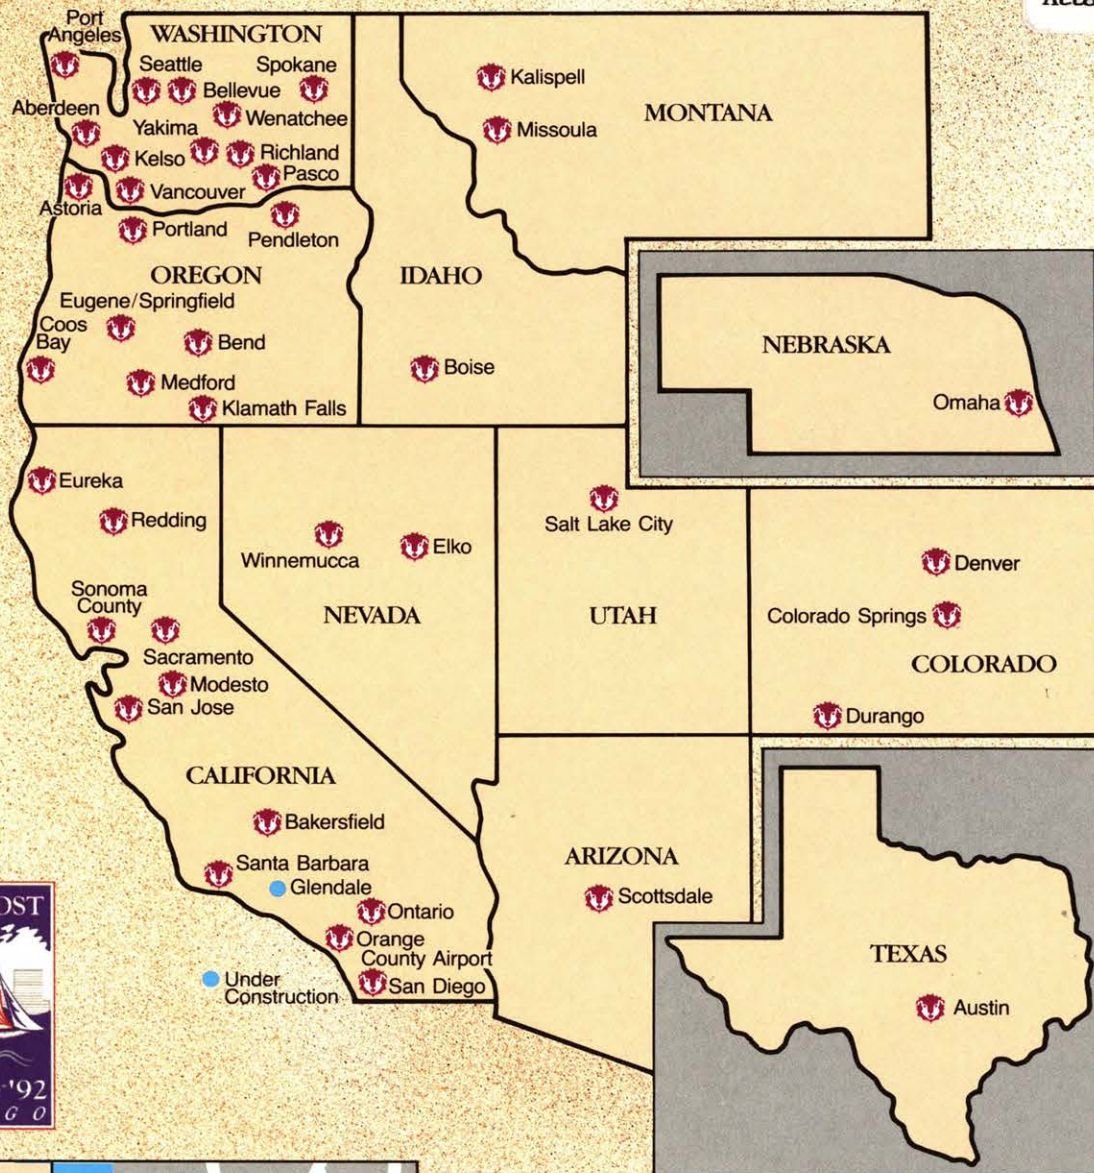 Port
Angeles
WASHINGTON
Seattle
Spokane
Bellevue
Aberdeen
Wenatchee
Yakima
Kelso
Richland
Pasco
Vancouver
Astoria
Portland
Pendleton
OREGON
Eugene/Springfield
Coos
Bay
Bend
Medford
Klamath Falls
Kalispell
MONTANA
Missoula
IDAHO
Boise
NEBRASKA
Omaha
Eureka
Redding
Winnemucca
Elko
Salt Lake City
Denver
Sonoma
County
NEVADA
UTAH
Colorado Springs
Sacramento
COLORADO
Modesto
San Jose
Durango
CALIFORNIA
Bakersfield
Santa Barbara
Glendale
ARIZONA
Scottsdale
Ontario
Orange
County Airport
San Diego
Under
Construction
TEXAS
Austin
OST
'92
G O